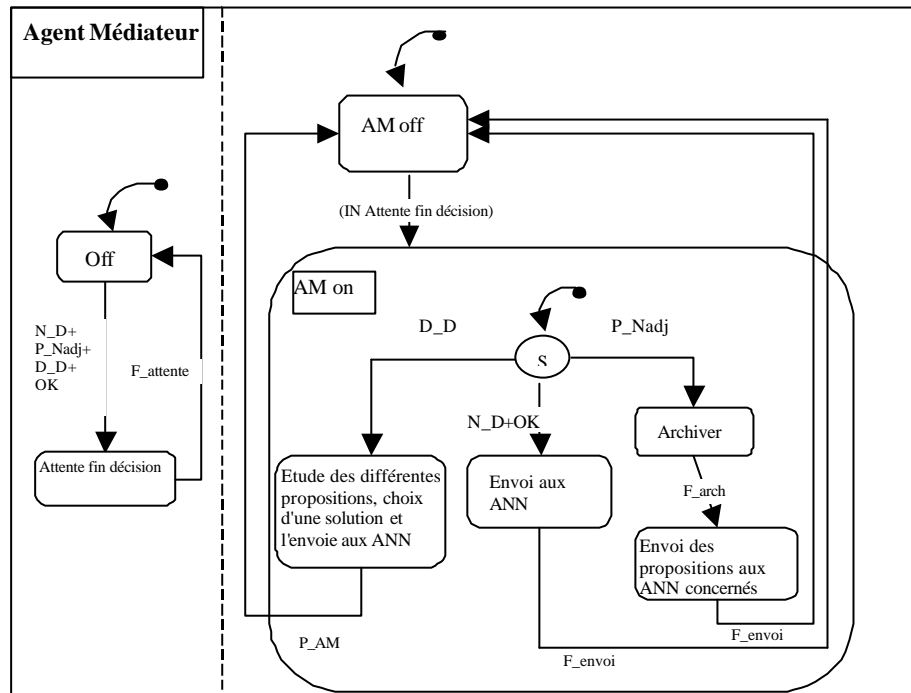 Agent Médiateur
AM off
(IN Attente fin décision)
Off
N_D+
P_Nadj+
D_D+
OK
F_attente
Attente fin décision
AM on
D_D
P_Nadj
S
N_D+OK
Archiver
Etude des différentes
propositions, choix
d'une solution et
l'envoie aux ANN
Envoi aux
ANN
F_arch
Envoi des
propositions aux
ANN concernés
P_AM
F_envoi
F_envoi